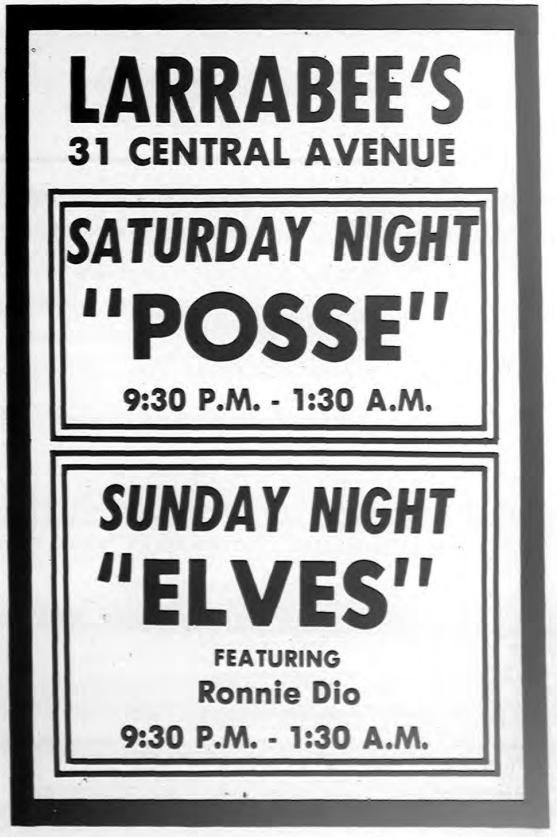 LARRABEE'S
31 CENTRAL AVENUE
SATURDAY NIGHT
"POSSE"
9:30 P.M. - 1:30 A.M.
SUNDAY NIGHT
"ELVES"
FEATURING
Ronnie Dio
9:30 P.M. - 1:30 A.M.